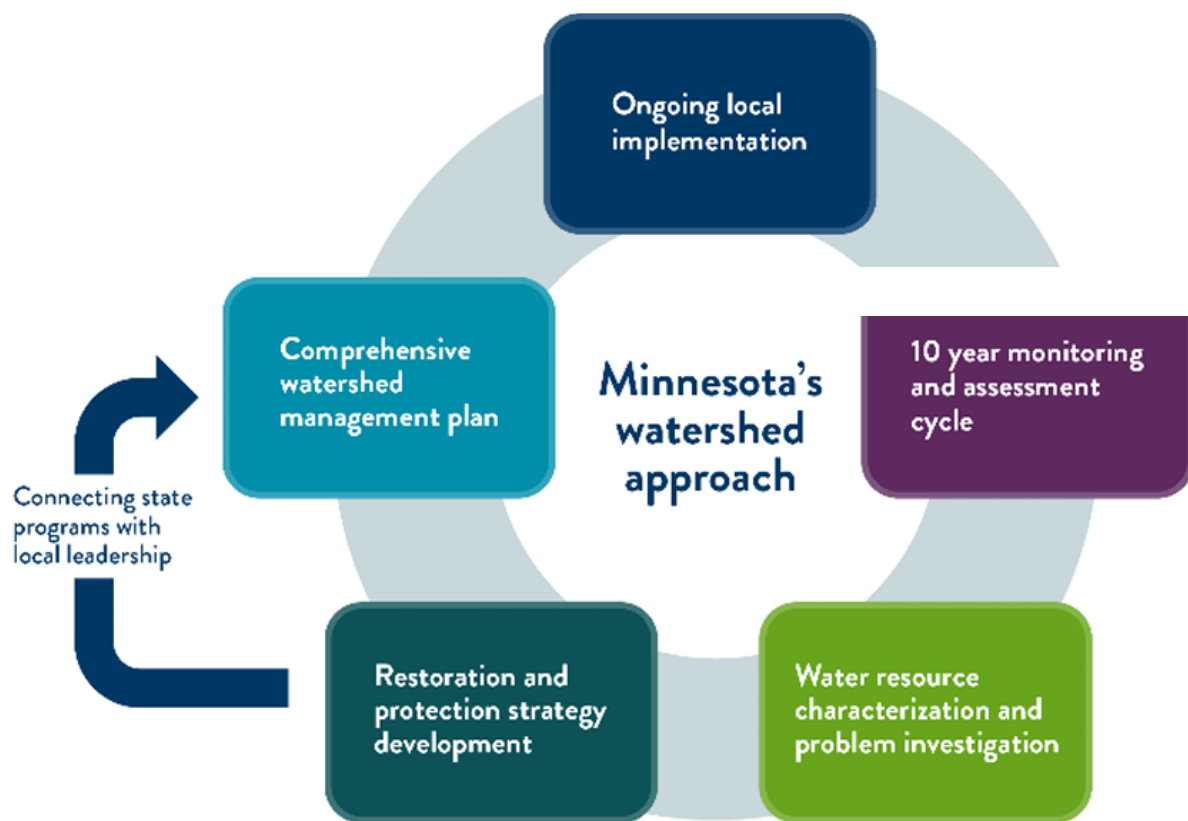 Ongoing local
implementation
Comprehensive
watershed
management plan
Minnesota's
watershed
approach
10 year monitoring
and assessment
cycle
Connecting state
programs with
local leadership
Restoration and
protection strategy
development
Water resource
characterization and
problem investigation